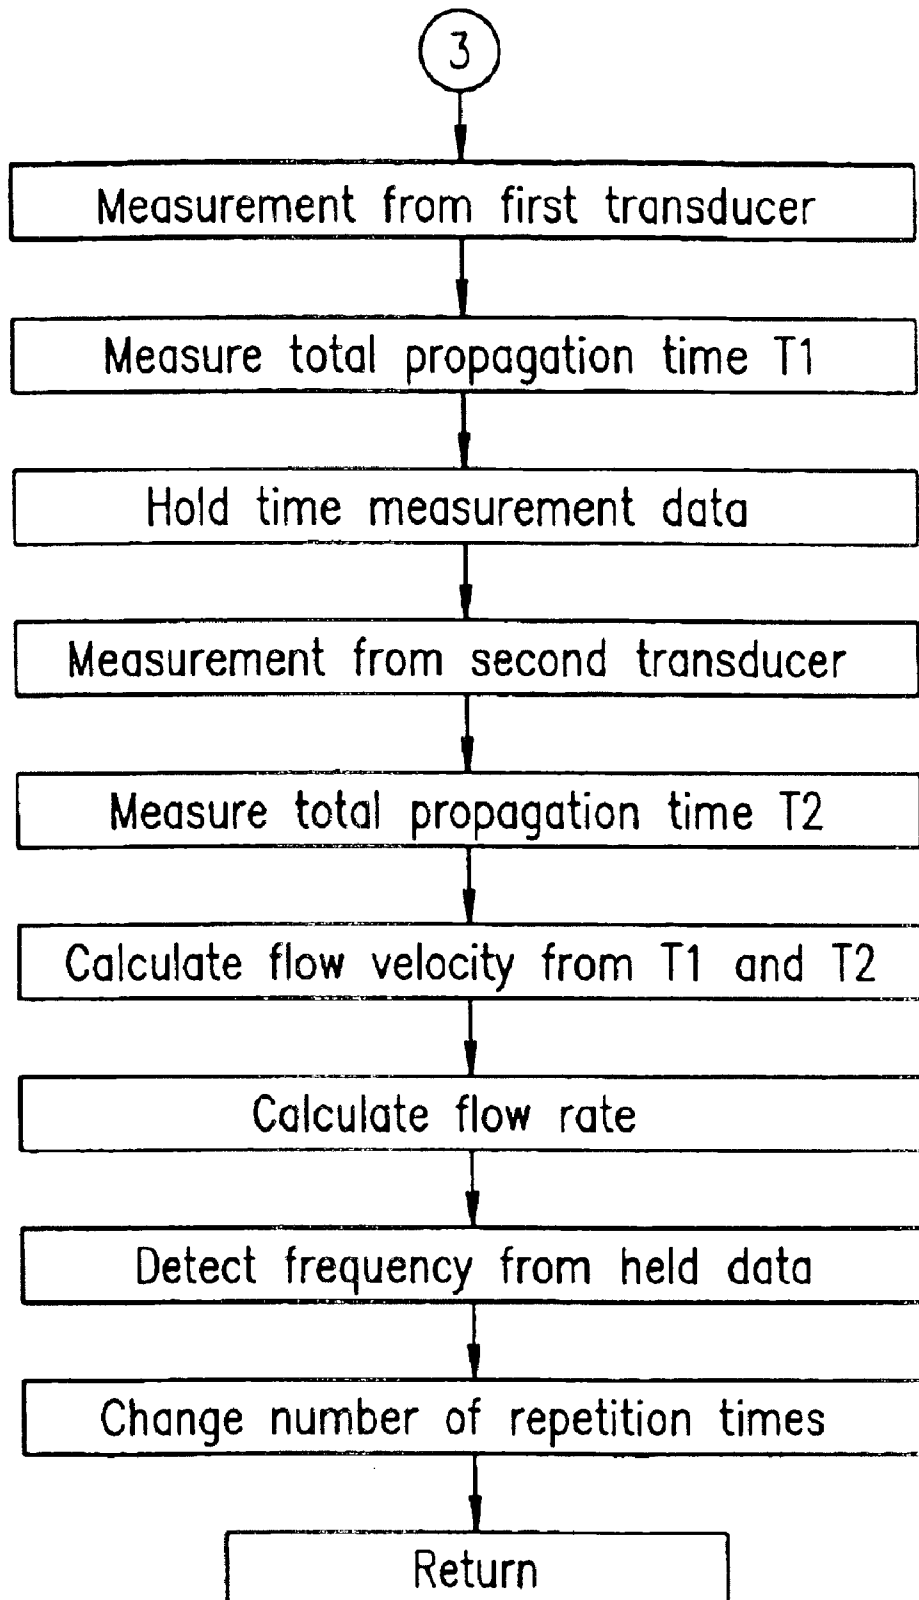 3
Measurement from first transducer
Measure total propagation time T1
Hold time measurement data
Measurement from second transducer
Measure total propagation time T2
Calculate flow velocity from T1 and T2
Calculate flow rate
Detect frequency from held data
Change number of repetition times
Return